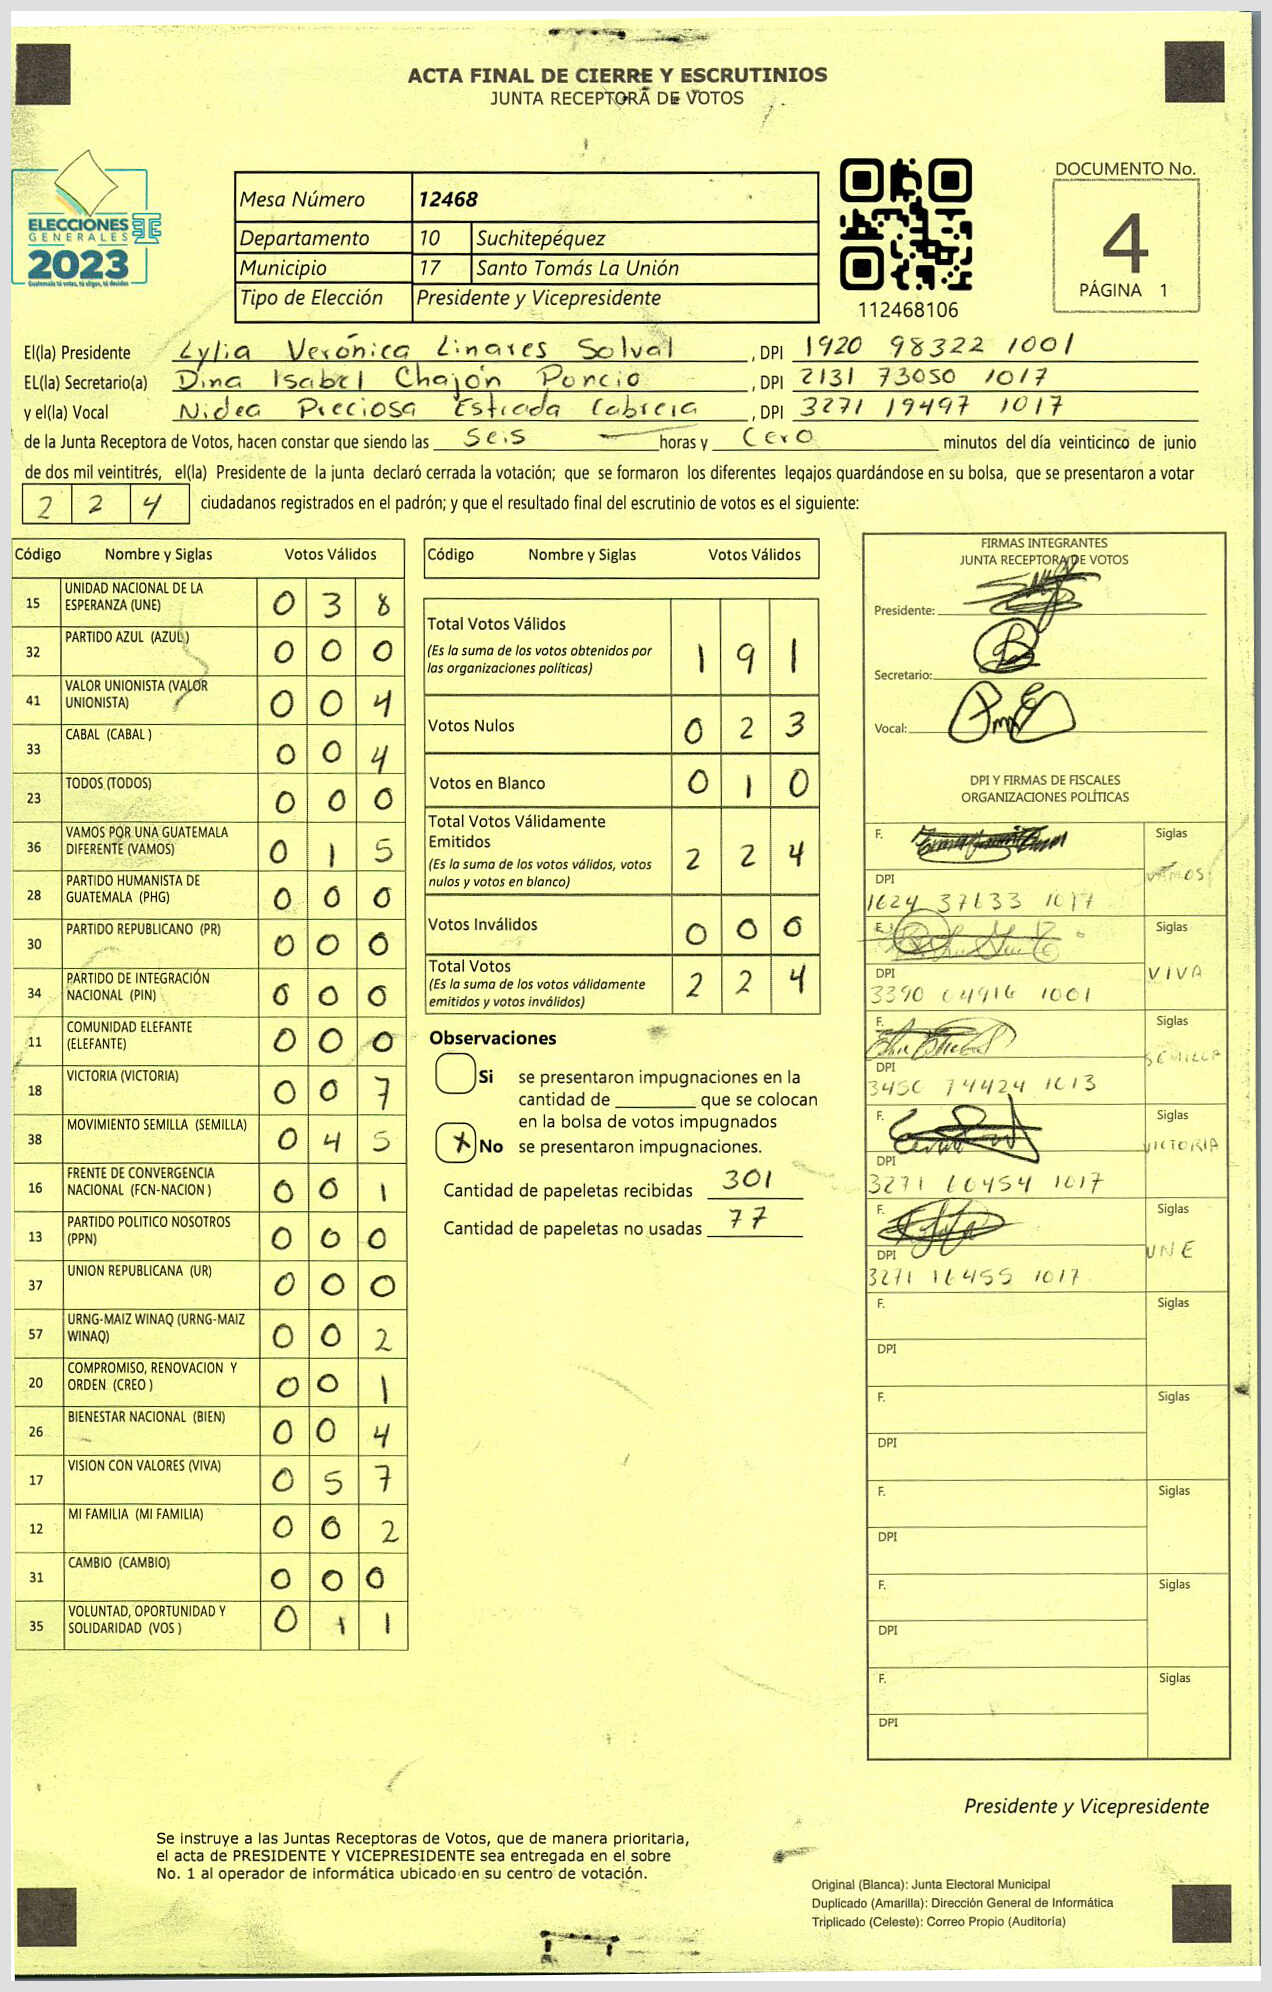 ACTA FINAL DE CIERRE Y ESCRUTINIOS
JUNTA RECEPTORA DE VOTOS
ELECCIONES
GENERALES
2023
Guatemala tú votas, tú eliges, tú decides
Mesa Número 12468
Departamento 10 Suchitepéquez
Municipio 17 Santo Tomás La Unión
Tipo de Elección Presidente y Vicepresidente
112468106
DOCUMENTO No.
4
PÁGINA 1
El(la) Presidente Lylia Verónica Linares Solval , DPI 1920 98322 1001
EL(la) Secretario(a) Dina Isabel Chajón Poncio , DPI 2131 73050 1017
y el(la) Vocal Nidea Preciosa Estrada Cabrera , DPI 3271 19497 1017
de la Junta Receptora de Votos, hacen constar que siendo las seis horas y cero minutos del día veinticinco de junio
de dos mil veintitrés, el(la) Presidente de la junta declaró cerrada la votación; que se formaron los diferentes legajos quardándose en su bolsa, que se presentaron a votar
2 2 4 ciudadanos registrados en el padrón; y que el resultado final del escrutinio de votos es el siguiente:
Código Nombre y Siglas Votos Válidos
15 UNIDAD NACIONAL DE LA ESPERANZA (UNE) 0 3 8
32 PARTIDO AZUL (AZUL) 0 0 0
41 VALOR UNIONISTA (VALOR UNIONISTA) 0 0 4
33 CABAL (CABAL ) 0 0 4
23 TODOS (TODOS) 0 0 0
36 VAMOS POR UNA GUATEMALA DIFERENTE (VAMOS) 0 1 5
28 PARTIDO HUMANISTA DE GUATEMALA (PHG) 0 0 0
30 PARTIDO REPUBLICANO (PR) 0 0 0
34 PARTIDO DE INTEGRACIÓN NACIONAL (PIN) 0 0 0
11 COMUNIDAD ELEFANTE (ELEFANTE) 0 0 0
18 VICTORIA (VICTORIA) 0 0 7
38 MOVIMIENTO SEMILLA (SEMILLA) 0 4 5
16 FRENTE DE CONVERGENCIA NACIONAL (FCN-NACION ) 0 0 1
13 PARTIDO POLITICO NOSOTROS (PPN) 0 0 0
37 UNION REPUBLICANA (UR) 0 0 0
57 URNG-MAIZ WINAQ (URNG-MAIZ WINAQ) 0 0 2
20 COMPROMISO, RENOVACION Y ORDEN (CREO ) 0 0 1
26 BIENESTAR NACIONAL (BIEN) 0 0 4
17 VISION CON VALORES (VIVA) 0 5 7
12 MI FAMILIA (MI FAMILIA) 0 0 2
31 CAMBIO (CAMBIO) 0 0 0
35 VOLUNTAD, OPORTUNIDAD Y SOLIDARIDAD (VOS ) 0 1 1
Código Nombre y Siglas Votos Válidos
Total Votos Válidos 1 9 1
(Es la suma de los votos obtenidos por
las organizaciones políticas)
Votos Nulos 0 2 3
Votos en Blanco 0 1 0
Total Votos Válidamente
Emitidos 2 2 4
(Es la suma de los votos válidos, votos
nulos y votos en blanco)
Votos Inválidos 0 0 0
Total Votos 2 2 4
(Es la suma de los votos válidamente
emitidos y votos inválidos)
Observaciones
Si se presentaron impugnaciones en la
cantidad de ________ que se colocan
en la bolsa de votos impugnados
X No se presentaron impugnaciones.
Cantidad de papeletas recibidas 301
Cantidad de papeletas no usadas 77
FIRMAS INTEGRANTES
JUNTA RECEPTORA DE VOTOS
Presidente:
Secretario:
Vocal:
DPI Y FIRMAS DE FISCALES
ORGANIZACIONES POLÍTICAS
F. Siglas
VAMOS
DPI
1624 37633 1017
F. Siglas
VIVA
DPI
3390 04916 1001
F. Siglas
SEMILLA
DPI
3450 74424 1013
F. Siglas
VICTORIA
DPI
3271 16454 1017
F. Siglas
UNE
DPI
3271 16455 1017
F. Siglas
DPI
F. Siglas
DPI
F. Siglas
DPI
F. Siglas
DPI
F. Siglas
DPI
Presidente y Vicepresidente
Se instruye a las Juntas Receptoras de Votos, que de manera prioritaria,
el acta de PRESIDENTE Y VICEPRESIDENTE sea entregada en el sobre
No. 1 al operador de informática ubicado en su centro de votación.
Original (Blanca): Junta Electoral Municipal
Duplicado (Amarilla): Dirección General de Informática
Triplicado (Celeste): Correo Propio (Auditoría)